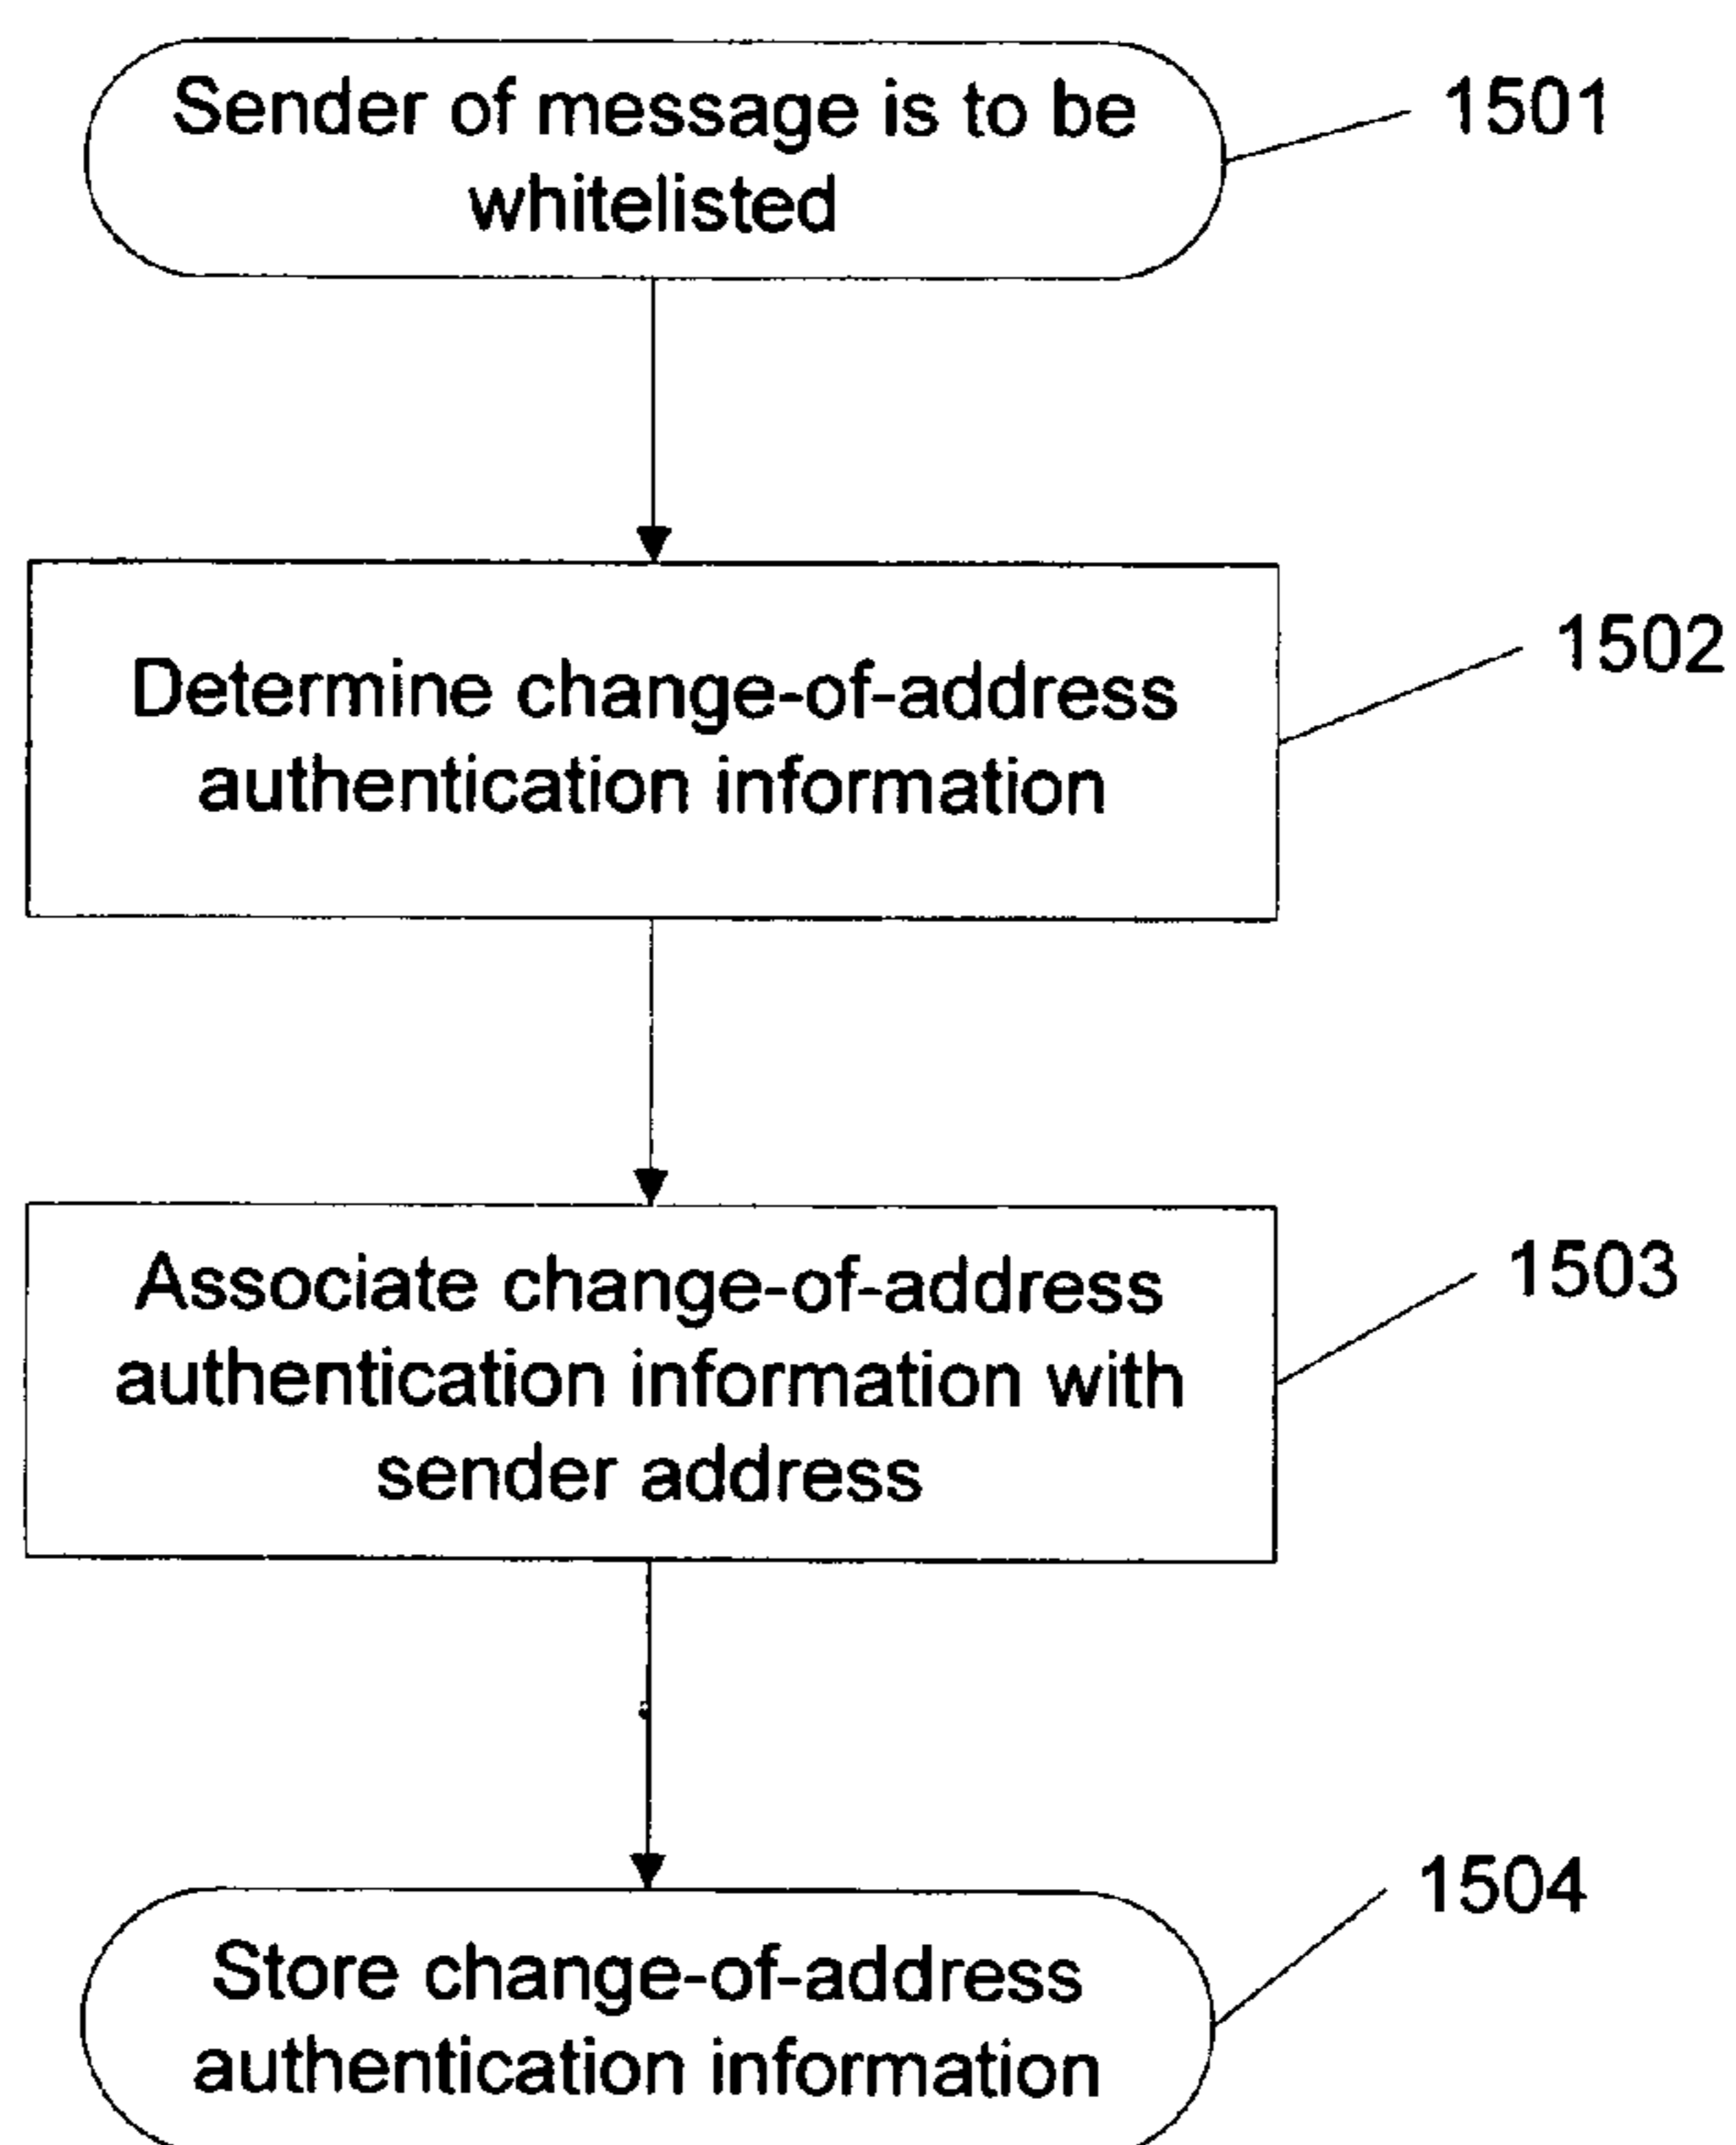 Sender of message is to be
whitelisted
1501
Determine change-of-address
authentication information
1502
Associate change-of-address
authentication information with
sender address
1503
Store change-of-address
authentication information
1504